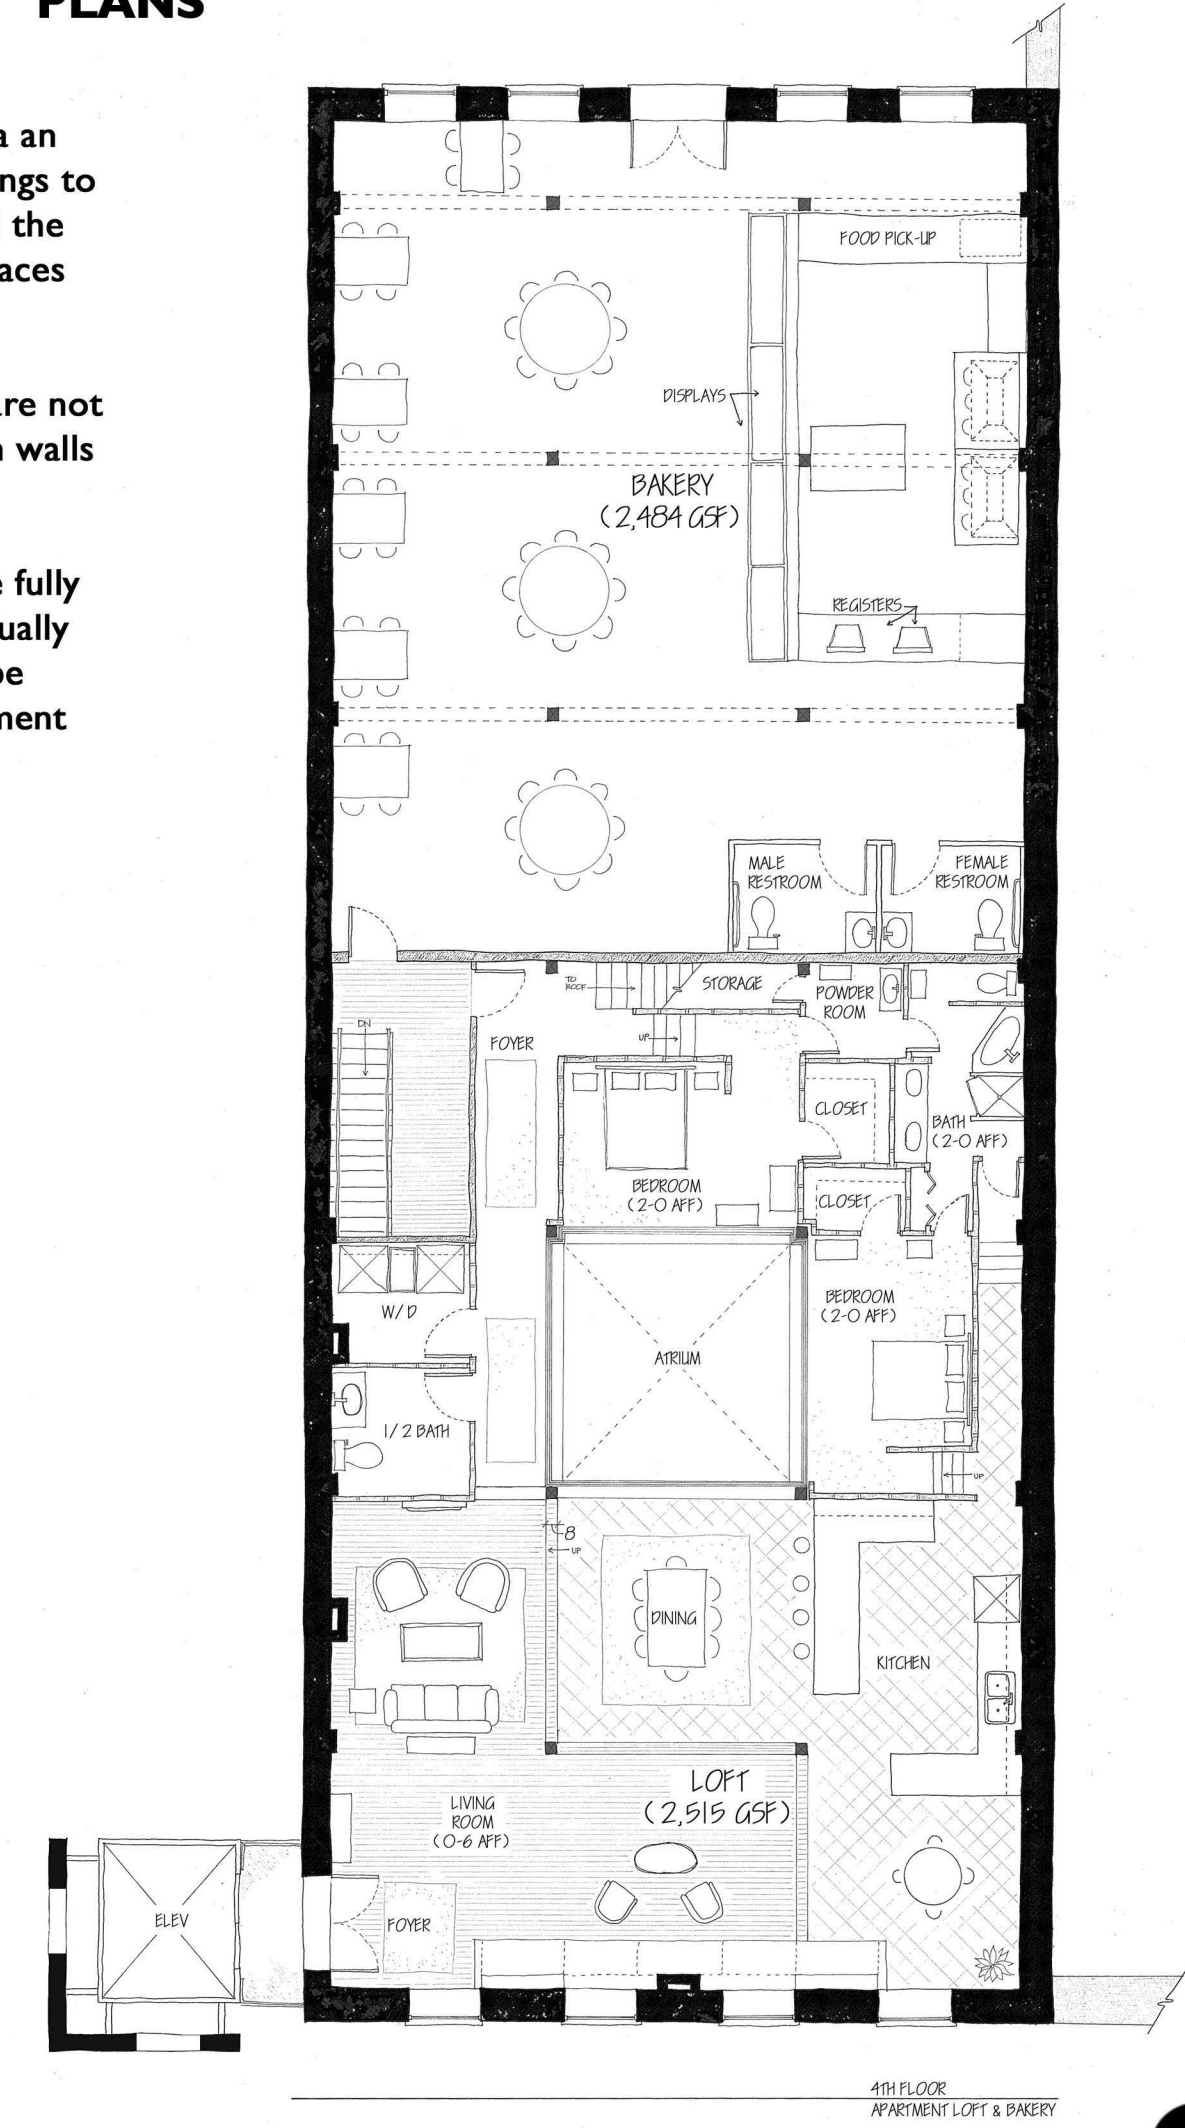 PLANS
a an
ngs to
the
aces
are not
walls
fully
ually
be
ment
FOOD PICK-UP
DISPLAYS
BAKERY
(2,484 GSF)
REGISTERS
MALE
RESTROOM
FEMALE
RESTROOM
TO
ROOF
STORAGE
POWDER
ROOM
DN
FOYER
UP
CLOSET
BATH
(2-0 AFF)
BEDROOM
(2-0 AFF)
CLOSET
W/D
BEDROOM
(2-0 AFF)
ATRIUM
1/2 BATH
UP
8
UP
DINING
KITCHEN
LOFT
(2,515 GSF)
LIVING
ROOM
(0-6 AFF)
ELEV
FOYER
4TH FLOOR
APARTMENT LOFT & BAKERY